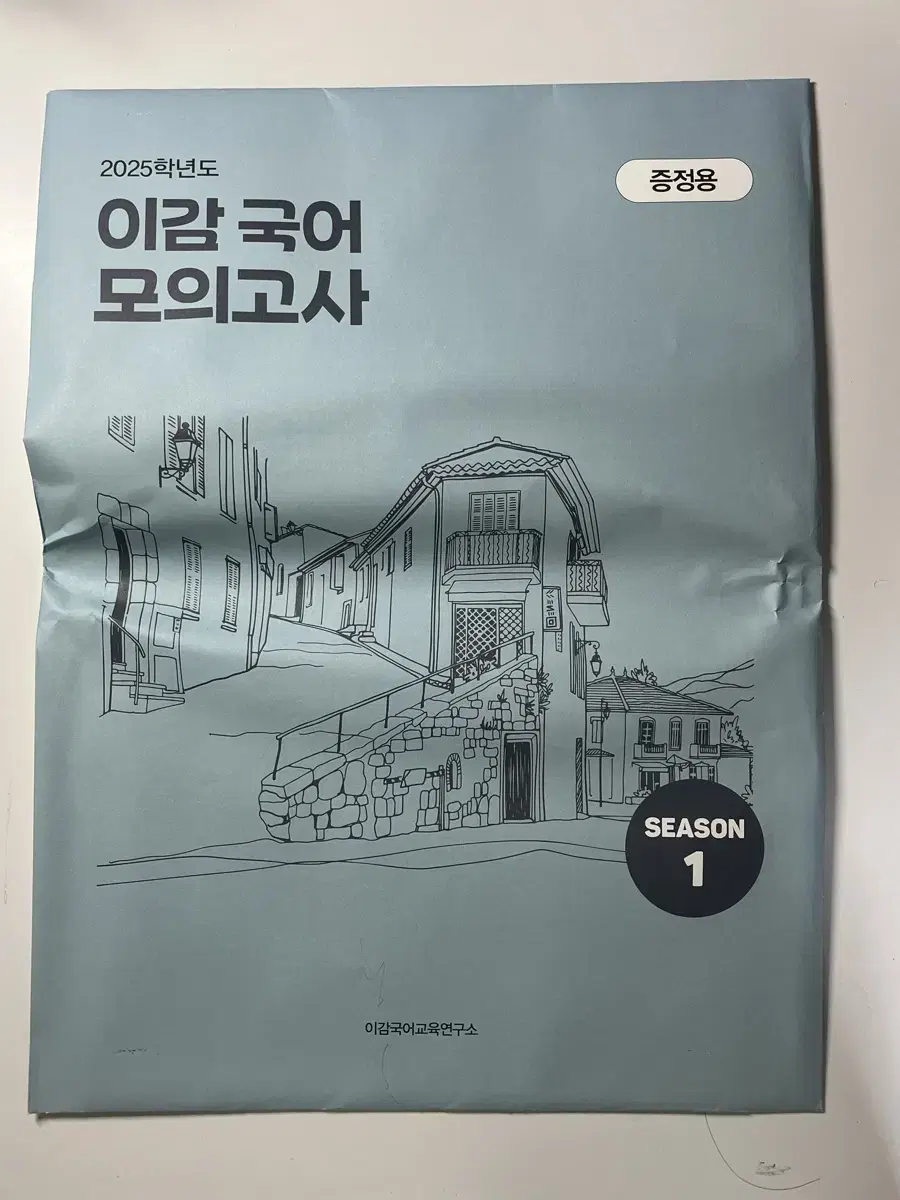 2025학년도
증정용
이감 국어
모의고사
SEASON
1
이감국어교육연구소